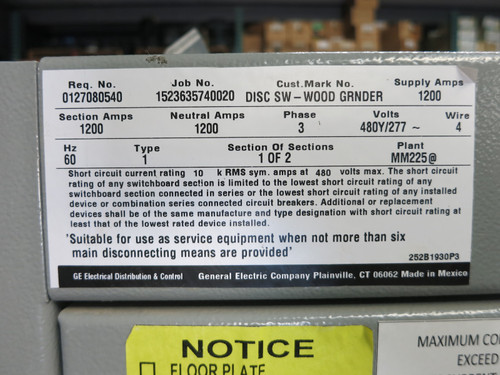 Req. No. Job No. Cust.Mark No. Supply Amps
0127080540 1523635740020 DISC SW-WOOD GRNDER 1200
Section Amps Neutral Amps Phase Volts Wire
1200 1200 3 480Y/277 ~ 4
Hz Type Section Of Sections Plant
60 1 1 OF 2 MM225@
Short circuit current rating 10 k RMS sym. amps at 480 volts max. The short circuit
rating of any switchboard section is limited to the lowest short circuit rating of any
switchboard section connected in series or the lowest short circuit rating of any installed
device or combination series connected circuit breakers. Additional or replacement
devices shall be of the same manufacture and type designation with short circuit rating at
least that of the lowest rated device installed.
'Suitable for use as service equipment when not more than six
main disconnecting means are provided'
252B1930P3
GE Electrical Distribution & Control General Electric Company Plainville, CT 06062 Made in Mexico
NOTICE
FLOOR PLATE
MAXIMUM CO
EXCEED